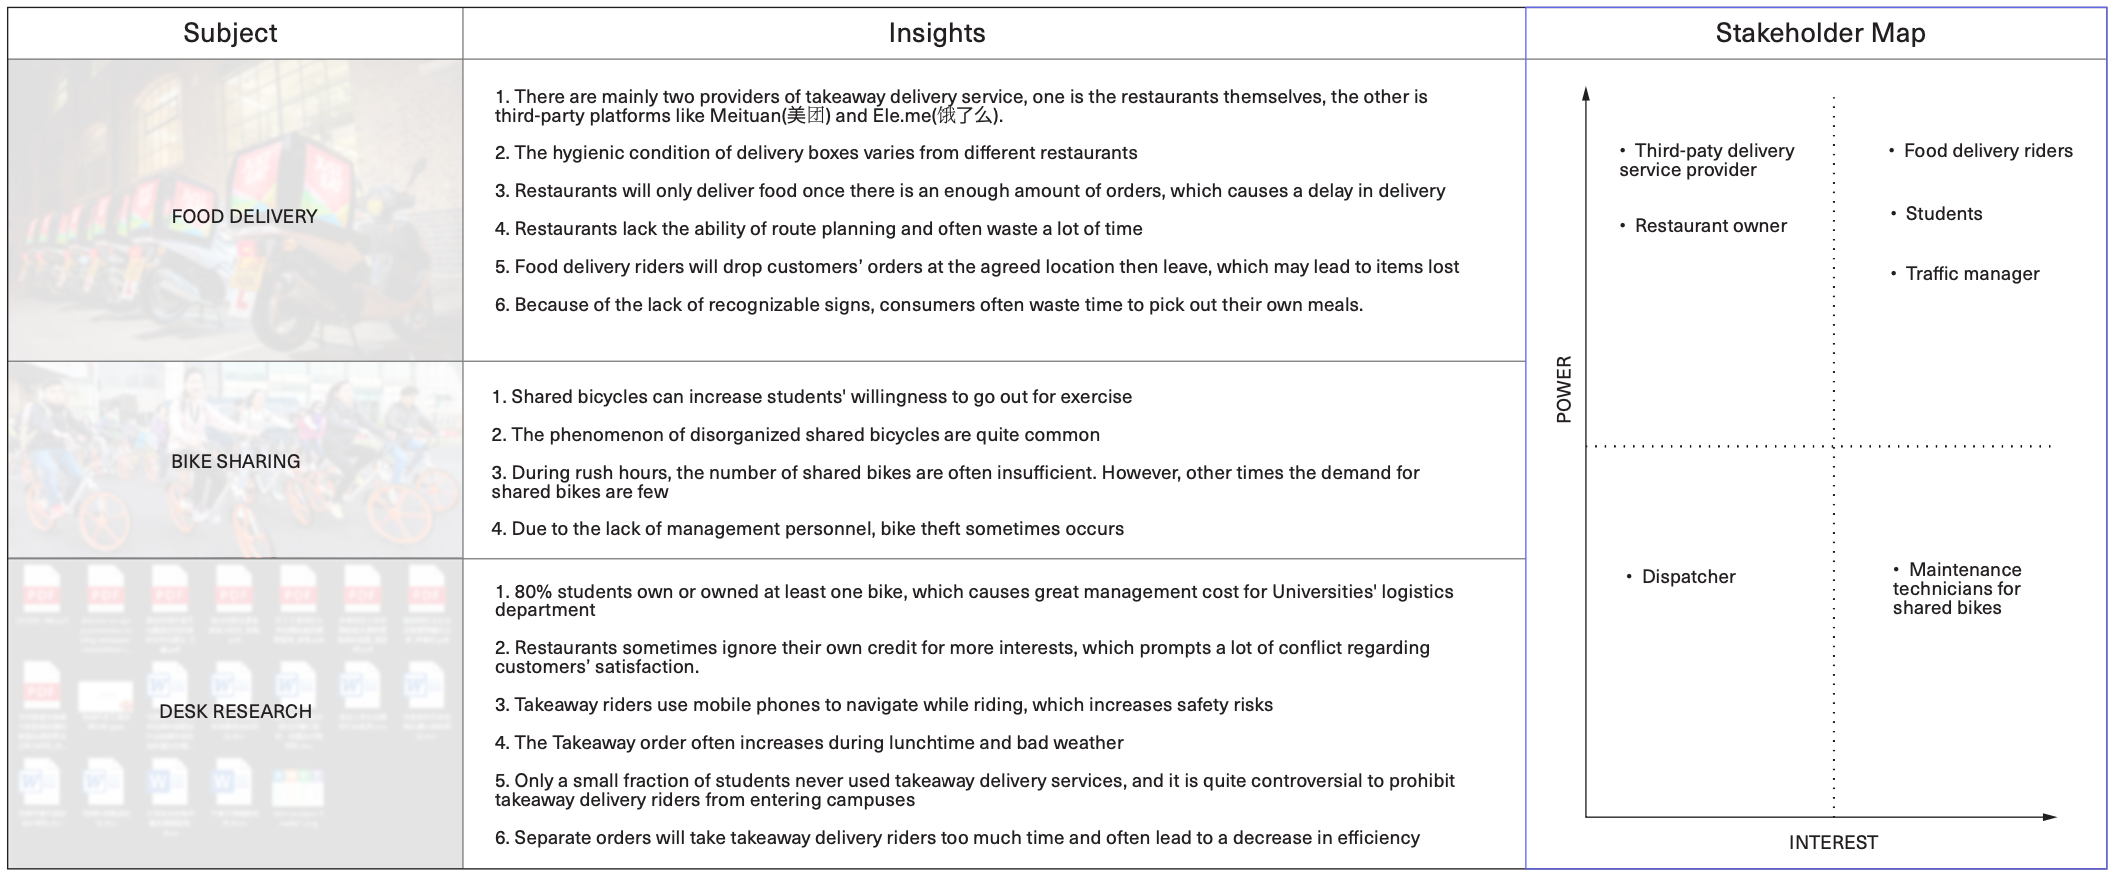 Subject
Insights
Stakeholder Map
FOOD DELIVERY
1. There are mainly two providers of takeaway delivery service, one is the restaurants themselves, the other is
third-party platforms like Meituan(美团) and Ele.me(饿了么).
2. The hygienic condition of delivery boxes varies from different restaurants
3. Restaurants will only deliver food once there is an enough amount of orders, which causes a delay in delivery
4. Restaurants lack the ability of route planning and often waste a lot of time
5. Food delivery riders will drop customers’ orders at the agreed location then leave, which may lead to items lost
6. Because of the lack of recognizable signs, consumers often waste time to pick out their own meals.
BIKE SHARING
1. Shared bicycles can increase students' willingness to go out for exercise
2. The phenomenon of disorganized shared bicycles are quite common
3. During rush hours, the number of shared bikes are often insufficient. However, other times the demand for
shared bikes are few
4. Due to the lack of management personnel, bike theft sometimes occurs
DESK RESEARCH
1. 80% students own or owned at least one bike, which causes great management cost for Universities' logistics
department
2. Restaurants sometimes ignore their own credit for more interests, which prompts a lot of conflict regarding
customers’ satisfaction.
3. Takeaway riders use mobile phones to navigate while riding, which increases safety risks
4. The Takeaway order often increases during lunchtime and bad weather
5. Only a small fraction of students never used takeaway delivery services, and it is quite controversial to prohibit
takeaway delivery riders from entering campuses
6. Separate orders will take takeaway delivery riders too much time and often lead to a decrease in efficiency
POWER
• Third-paty delivery
service provider
• Restaurant owner
• Food delivery riders
• Students
• Traffic manager
• Dispatcher
• Maintenance
technicians for
shared bikes
INTEREST